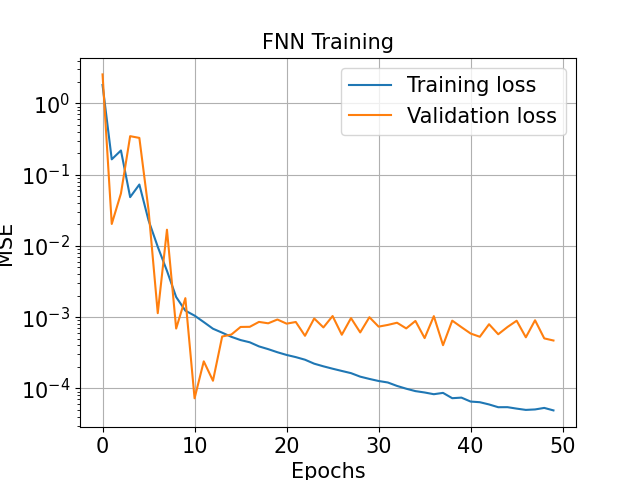 FNN Training
Training loss
Validation loss
10^0
10^-1
10^-2
10^-3
10^-4
MSE
0 10 20 30 40 50
Epochs